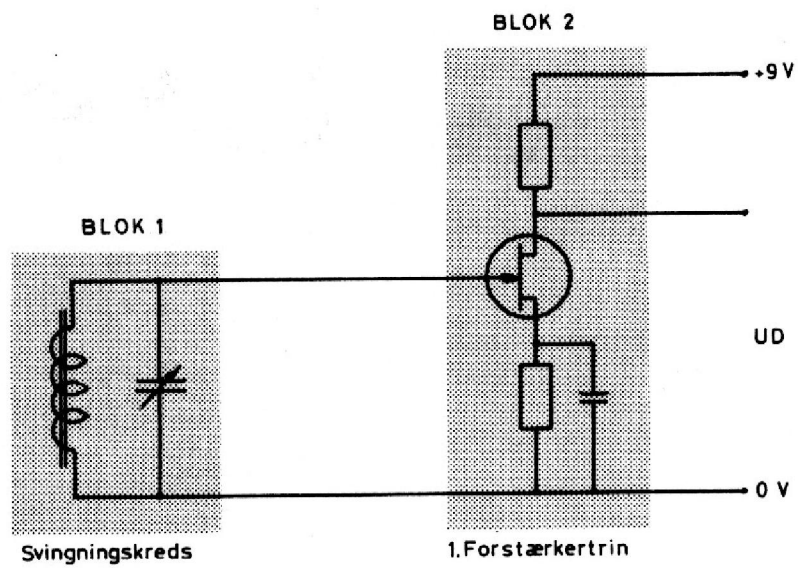 BLOK 2
+9 V
BLOK 1
UD
0 V
Svingningskreds
1. Forstærkertrin